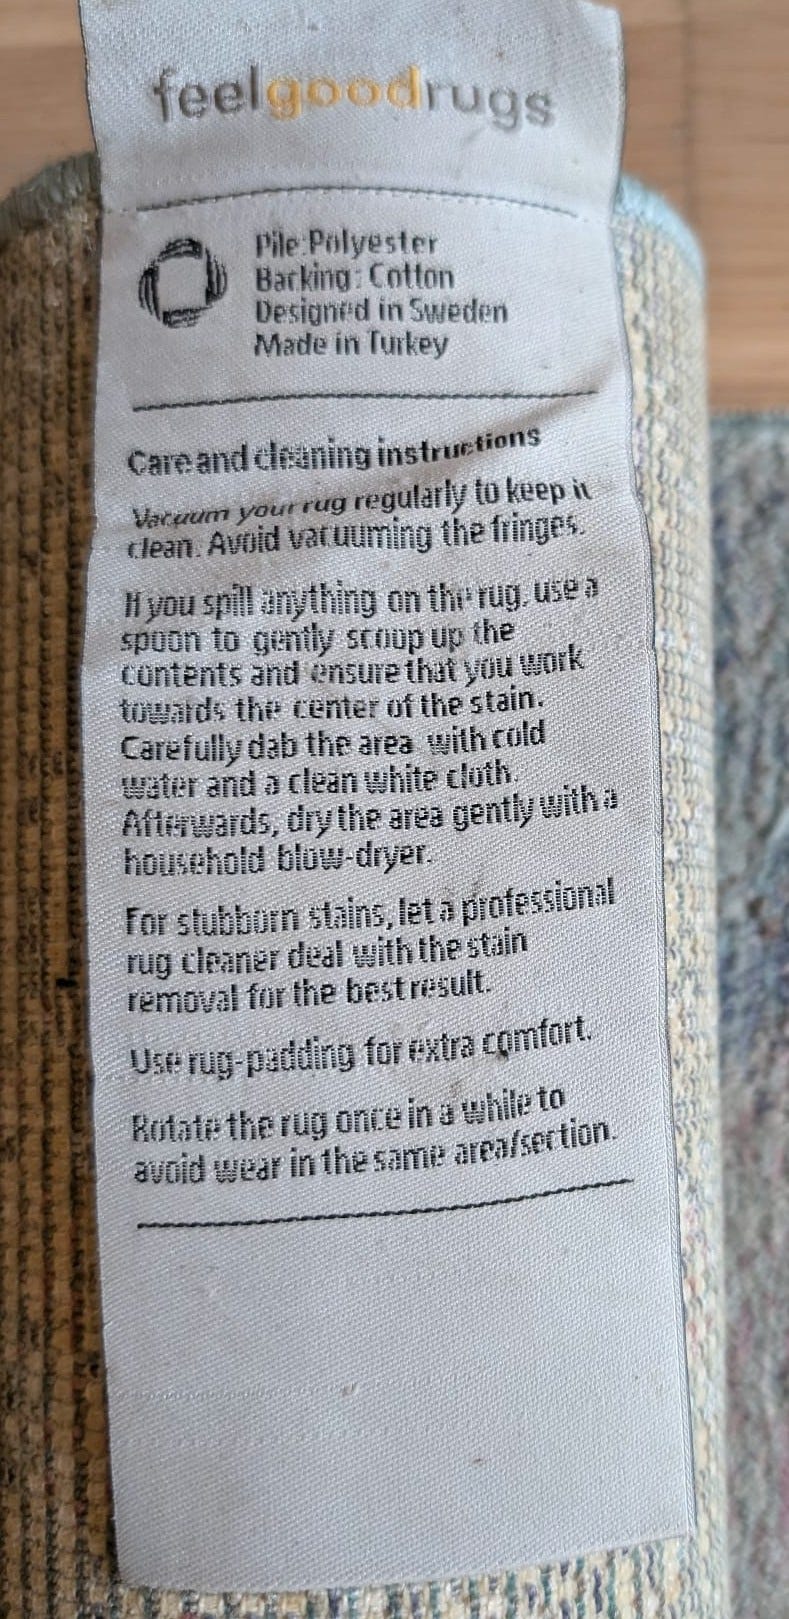 feelgoodrugs
Pile:Polyester
Backing: Cotton
Designed in Sweden
Made in Turkey
Care and cleaning instructions
Vacuum your rug regularly to keep it
clean. Avoid vacuuming the fringes.
If you spill anything on the rug, use a
spoon to gently scoop up the
contents and ensure that you work
towards the center of the stain.
Carefully dab the area with cold
water and a clean white cloth.
Afterwards, dry the area gently with a
household blow-dryer.
For stubborn stains, let a professional
rug cleaner deal with the stain
removal for the best result.
Use rug-padding for extra comfort.
Rotate the rug once in a while to
avoid wear in the same area/section.